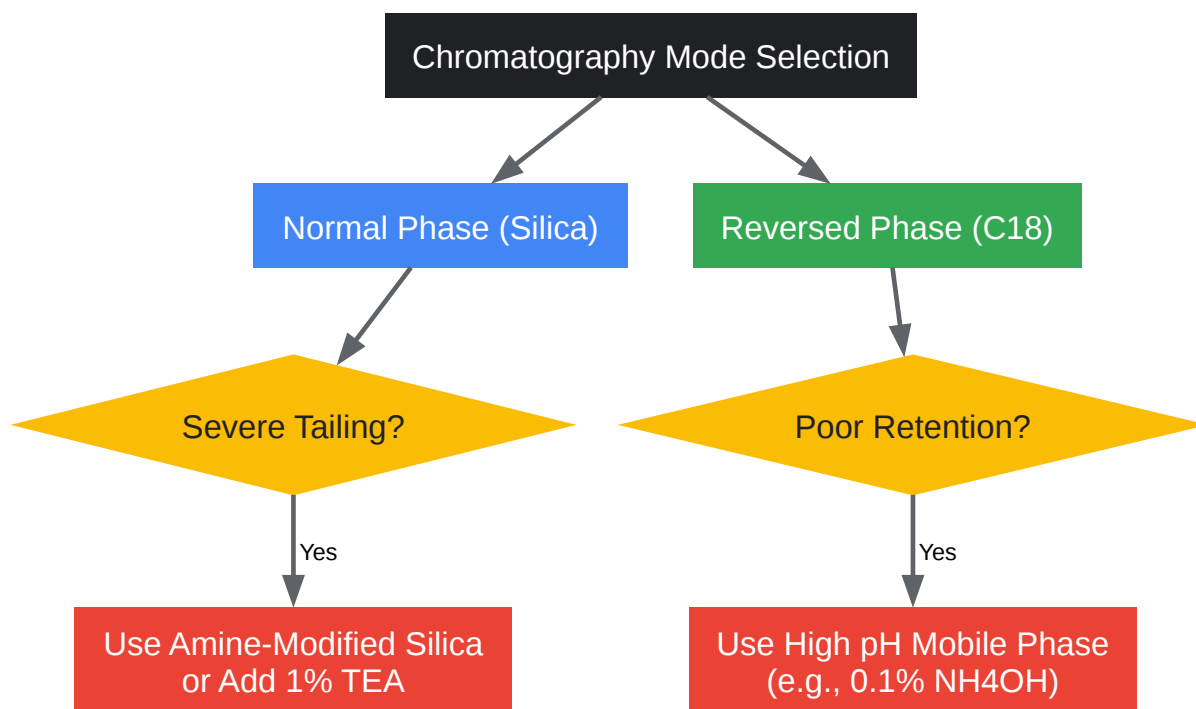 Chromatography Mode Selection
Normal Phase (Silica)
Reversed Phase (C18)
Severe Tailing?
Poor Retention?
Yes
Yes
Use Amine-Modified Silica
or Add 1% TEA
Use High pH Mobile Phase
(e.g., 0.1% NH4OH)